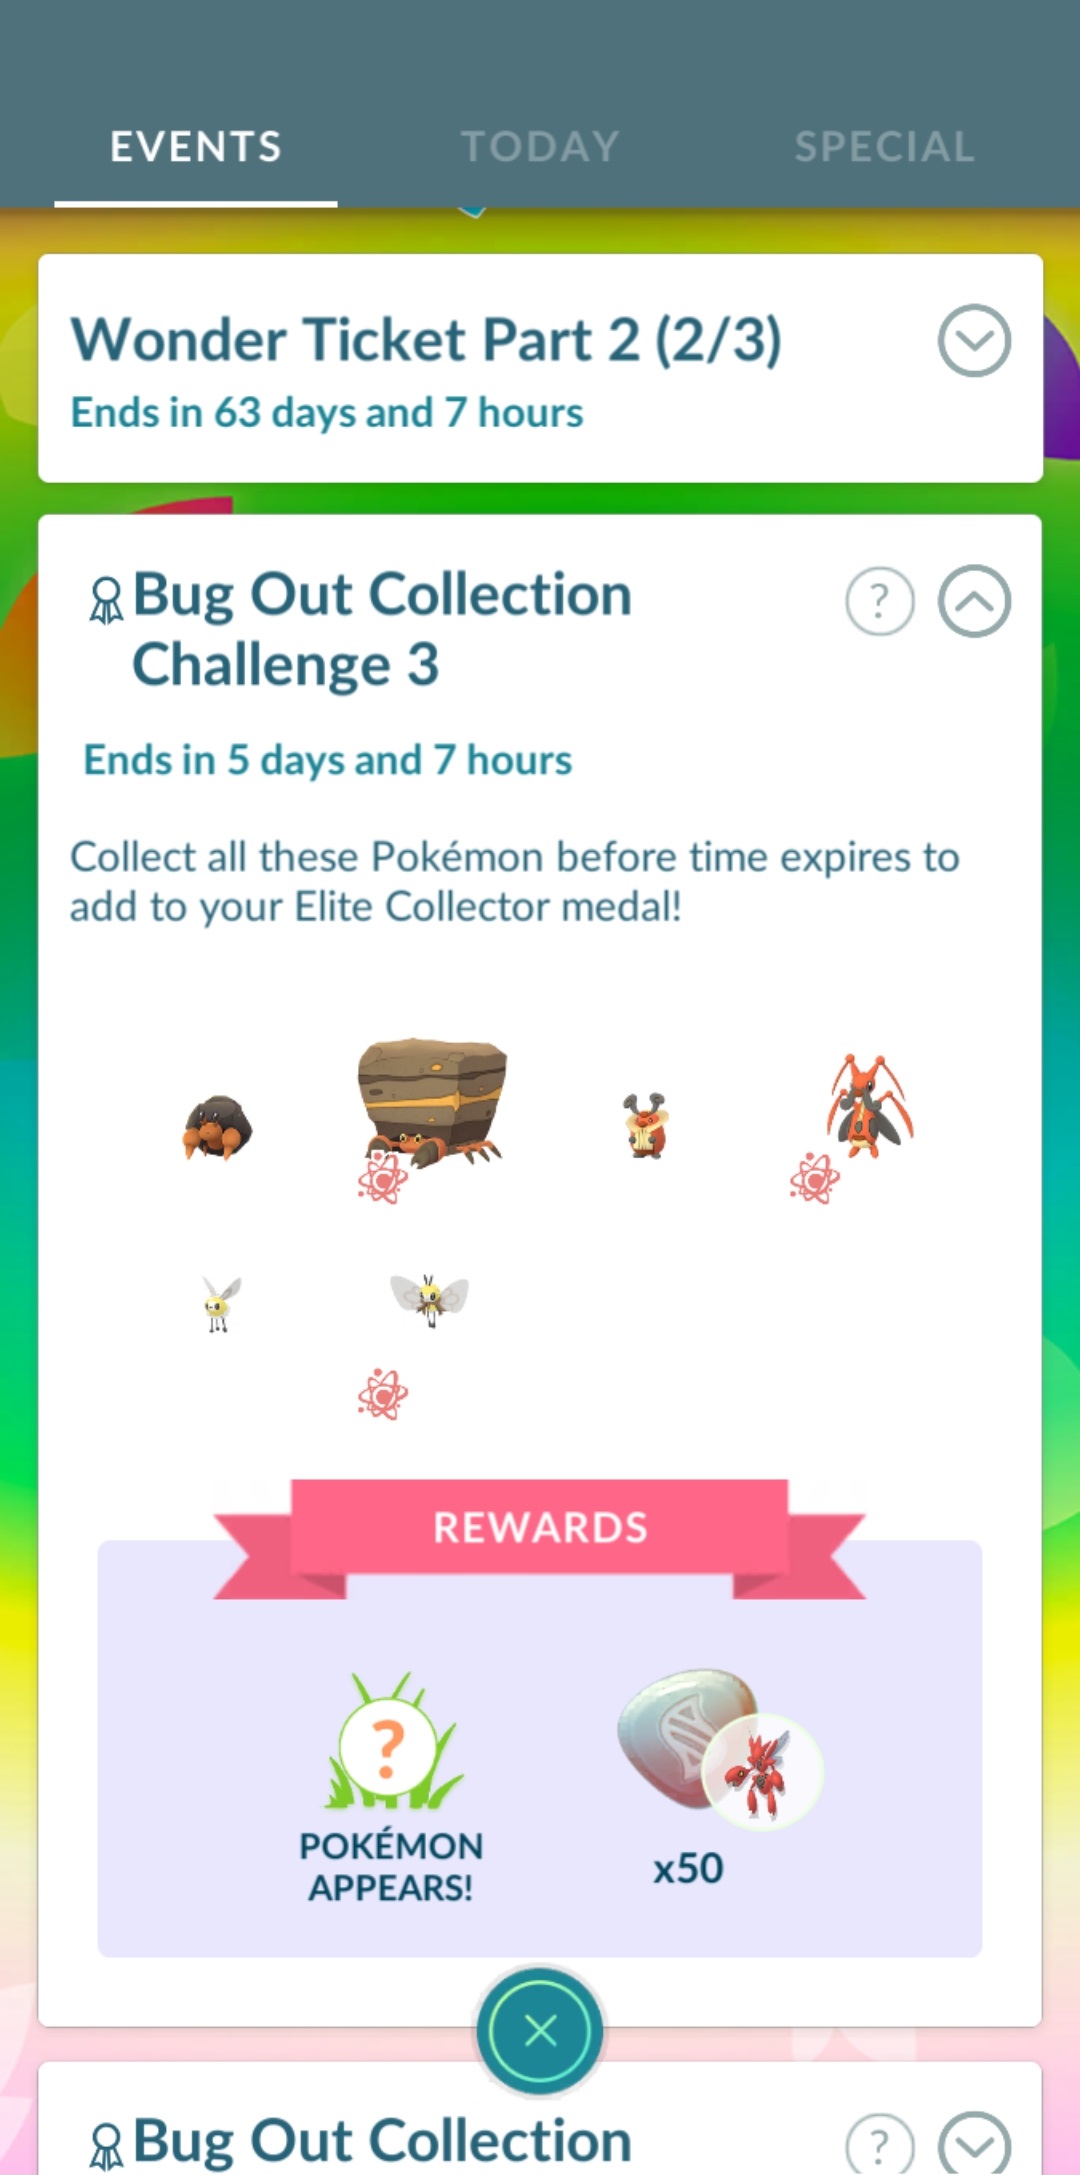 EVENTS TODAY SPECIAL
Wonder Ticket Part 2 (2/3)
Ends in 63 days and 7 hours
Bug Out Collection
Challenge 3
?
Ends in 5 days and 7 hours
Collect all these Pokémon before time expires to
add to your Elite Collector medal!
REWARDS
?
POKÉMON
APPEARS!
x50
Bug Out Collection
?